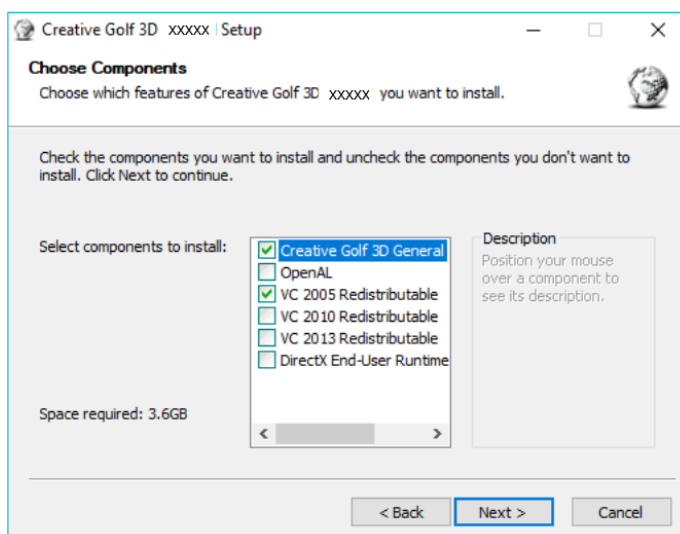 Creative Golf 3D xxxxx Setup
Choose Components
Choose which features of Creative Golf 3D xxxxx you want to install.
Check the components you want to install and uncheck the components you don't want to
install. Click Next to continue.
Select components to install:
Creative Golf 3D General
OpenAL
VC 2005 Redistributable
VC 2010 Redistributable
VC 2013 Redistributable
DirectX End-User Runtime
Description
Position your mouse
over a component to
see its description.
Space required: 3.6GB
< Back
Next >
Cancel